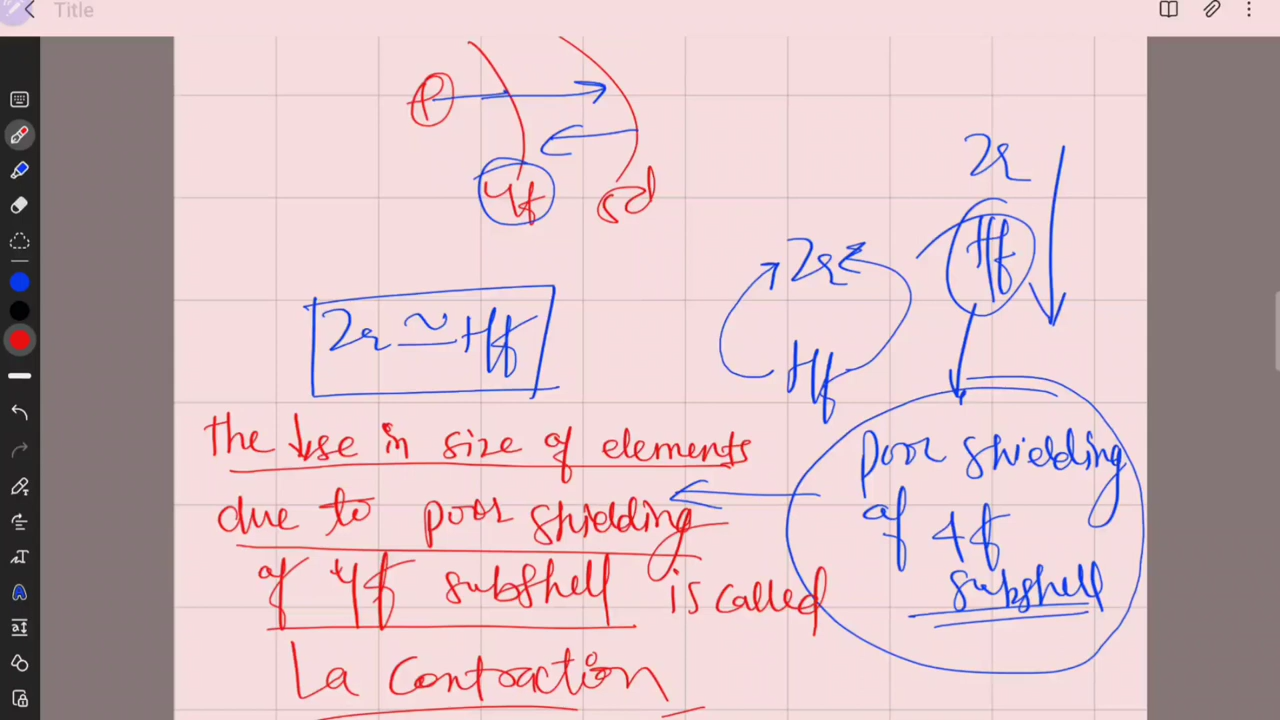 Title
P
4f
5d
Zr
Hf
Zr
Hf
Zr ≃ Hf
the ↓se in size of elements
due to poor shielding
of 4f subshell is called
La Contraction
poor shielding
of 4f
subshell